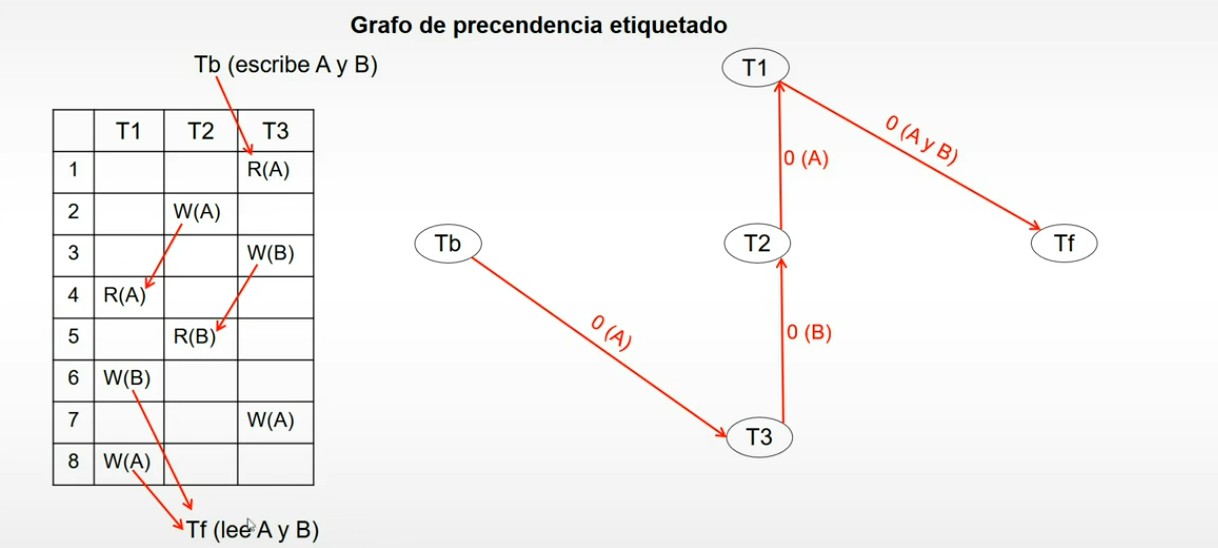 Grafo de precendencia etiquetado
Tb (escribe A y B)
T1 T2 T3
1 R(A)
2 W(A)
3 W(B)
4 R(A)
5 R(B)
6 W(B)
7 W(A)
8 W(A)
Tf (lee A y B)
T1
0 (A y B)
0 (A)
Tb
T2
Tf
0 (A)
0 (B)
T3